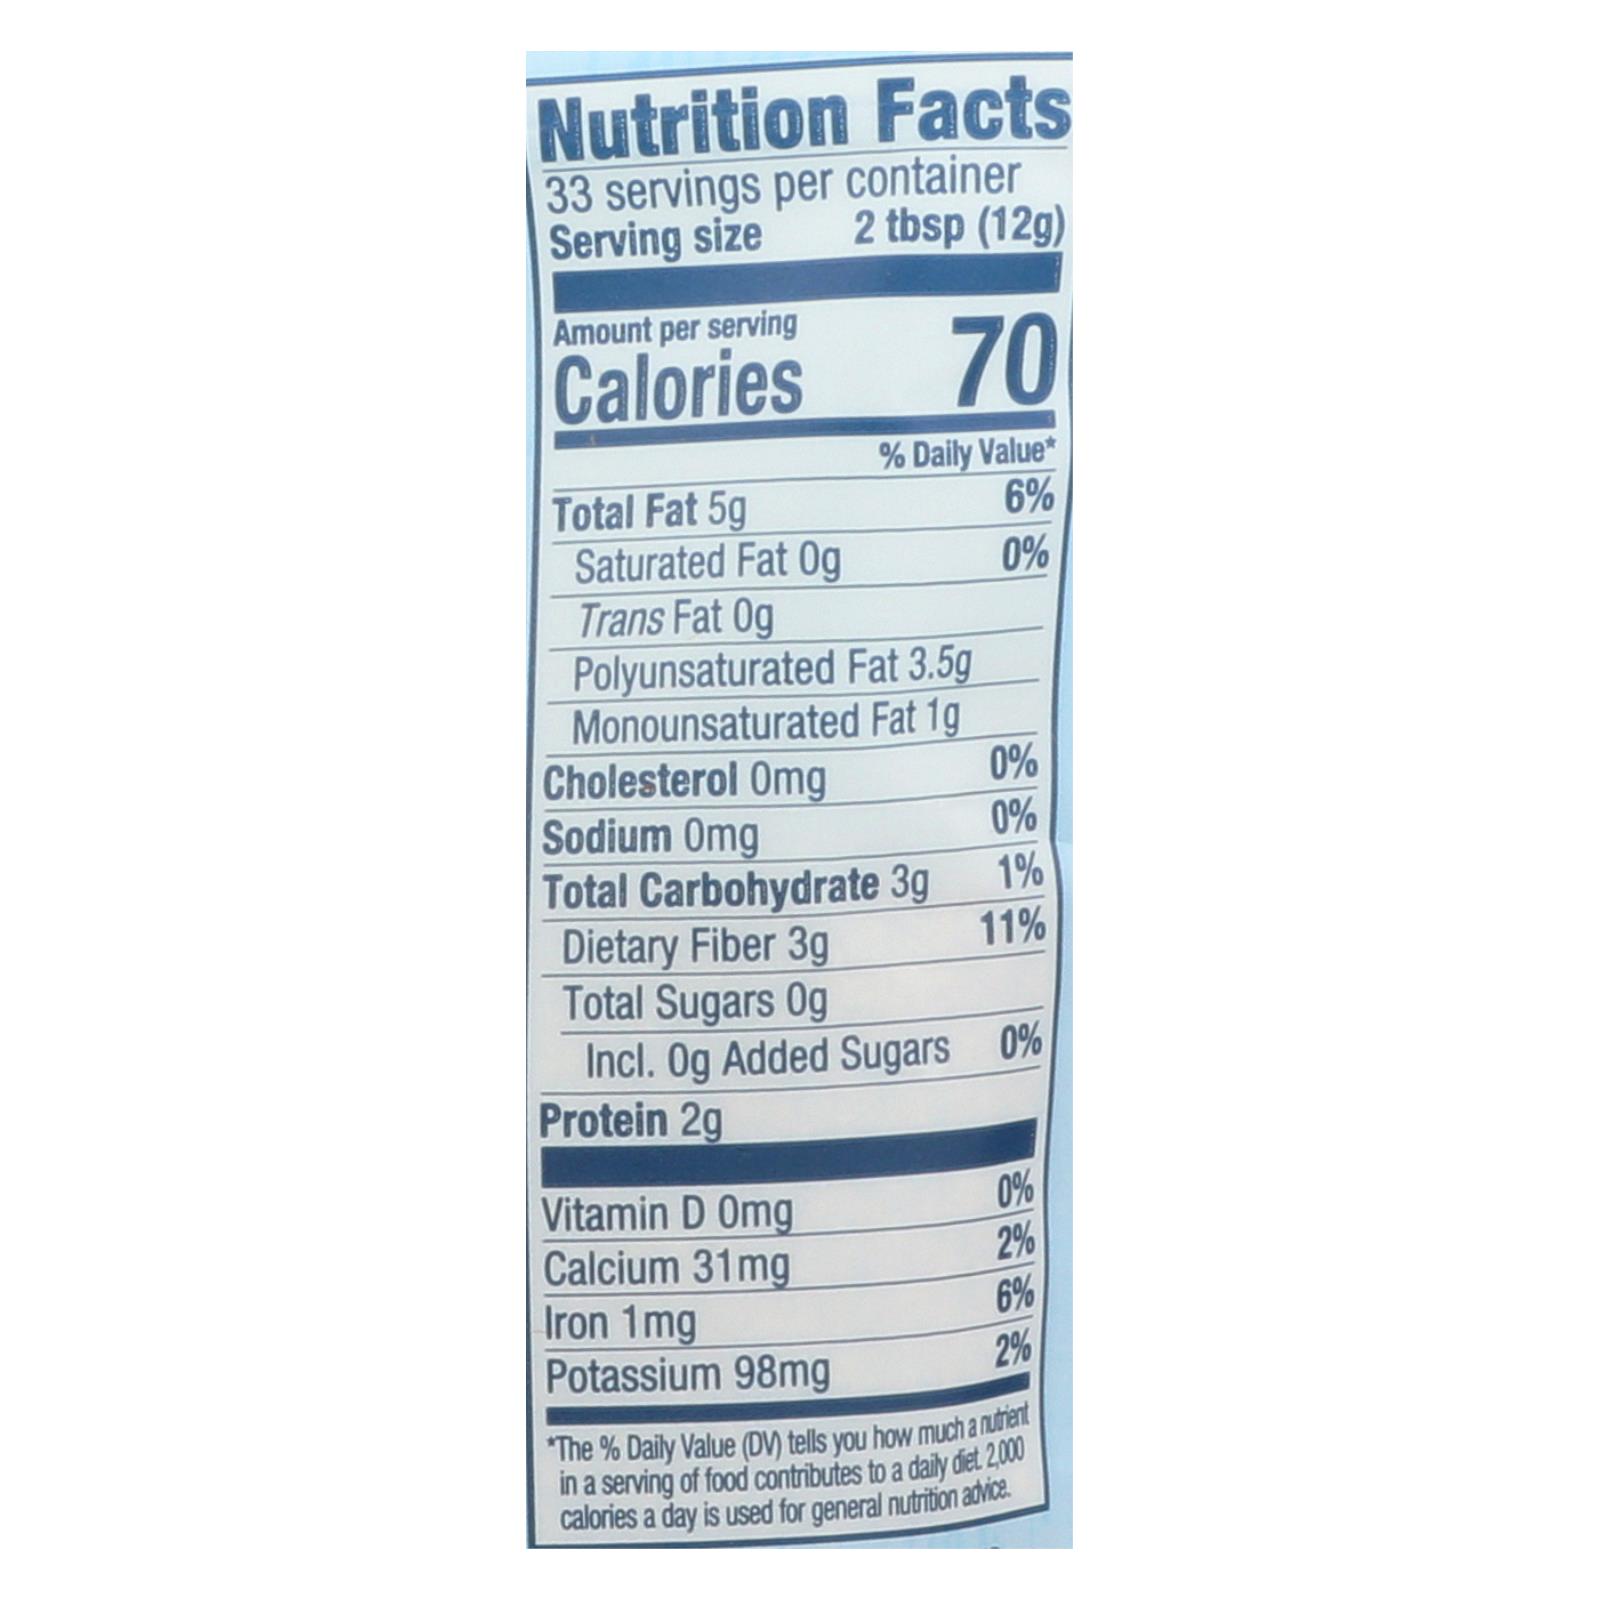 Nutrition Facts
33 servings per container
Serving size 2 tbsp (12g)
Amount per serving
Calories 70
% Daily Value*
Total Fat 5g 6%
Saturated Fat 0g 0%
Trans Fat 0g
Polyunsaturated Fat 3.5g
Monounsaturated Fat 1g
Cholesterol 0mg 0%
Sodium 0mg 0%
Total Carbohydrate 3g 1%
Dietary Fiber 3g 11%
Total Sugars 0g
Incl. 0g Added Sugars 0%
Protein 2g
Vitamin D 0mg 0%
Calcium 31mg 2%
Iron 1mg 6%
Potassium 98mg 2%
*The % Daily Value (DV) tells you how much a nutrient
in a serving of food contributes to a daily diet. 2,000
calories a day is used for general nutrition advice.